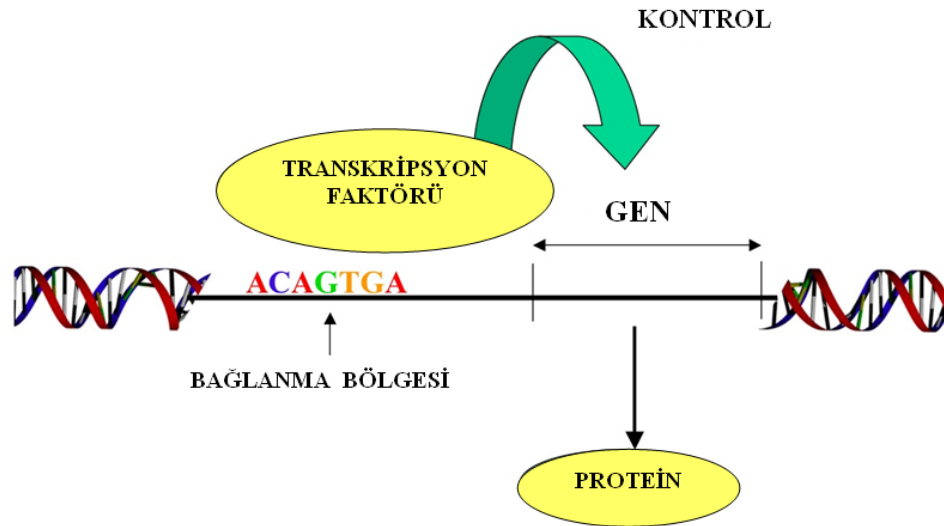 KONTROL
TRANSKRİPSYON
FAKTÖRÜ
GEN
ACAGTGA
BAĞLANMA BÖLGESİ
PROTEİN